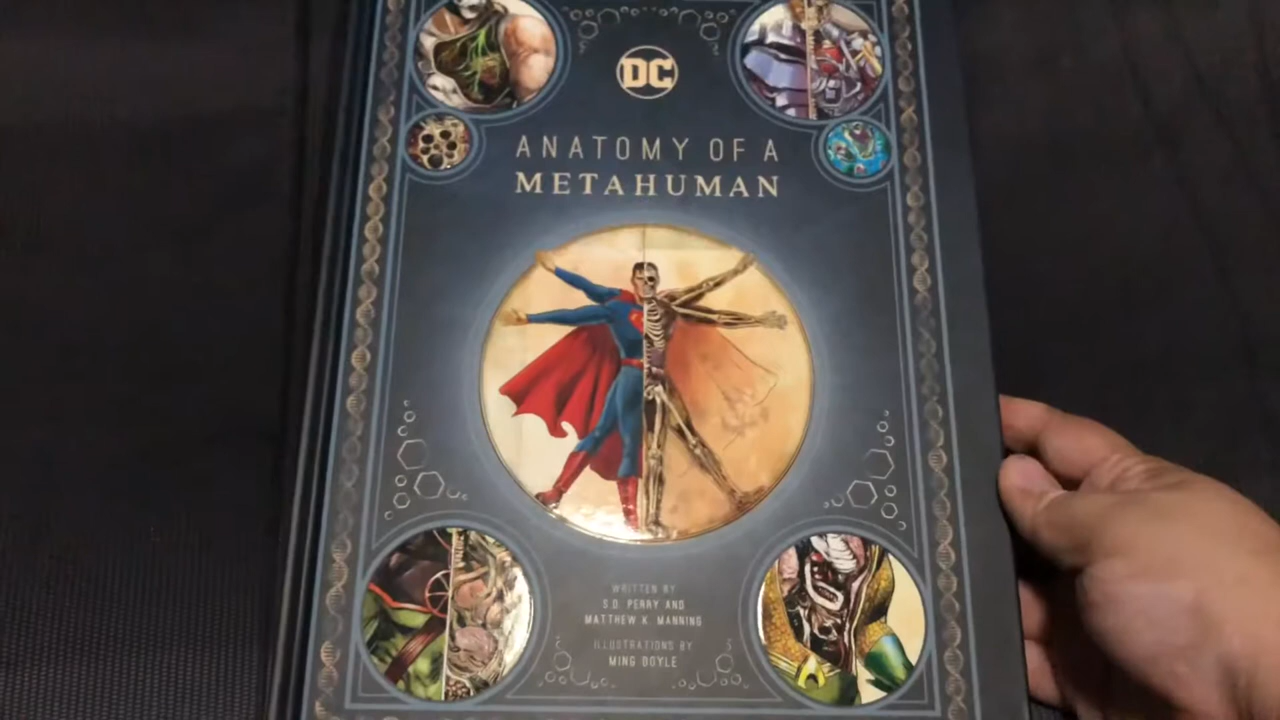 DC
ANATOMY OF A
METAHUMAN
WRITTEN BY
S.D. PERRY AND
MATTHEW K. MANNING
ILLUSTRATIONS BY
MING DOYLE